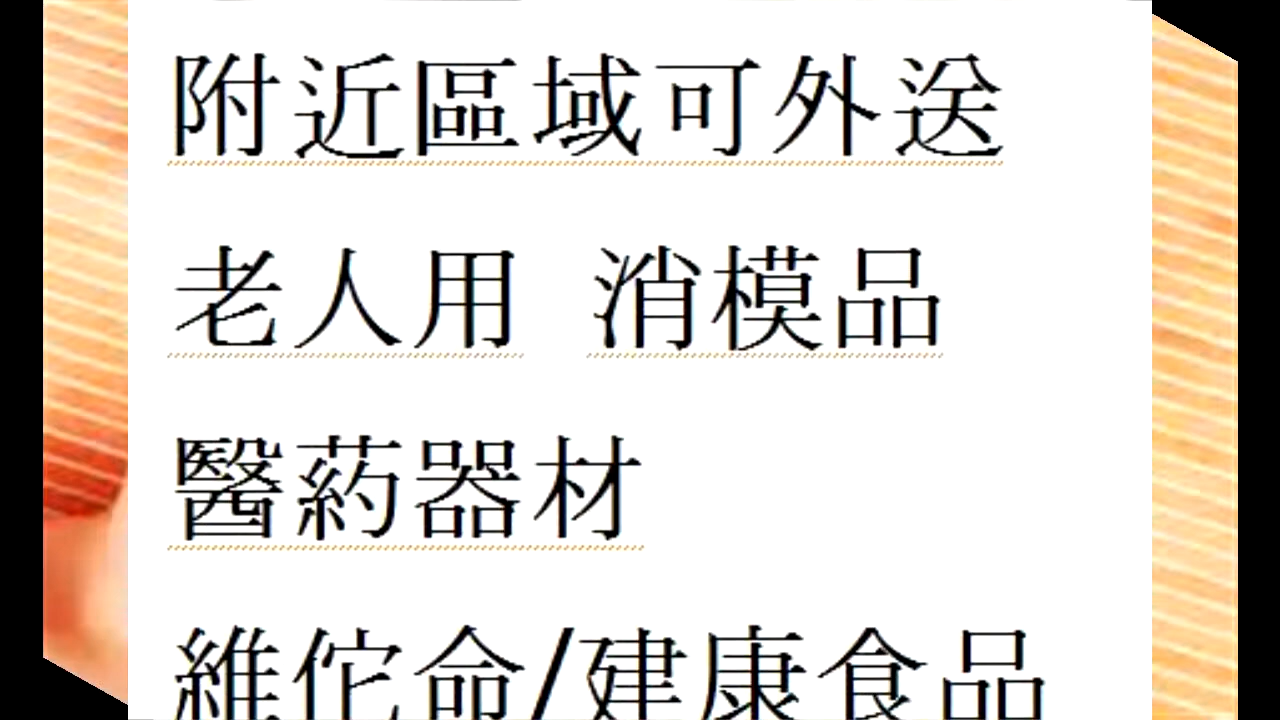 附近區域可外送
老人用 消模品
醫葯器材
維佗命/建康食品